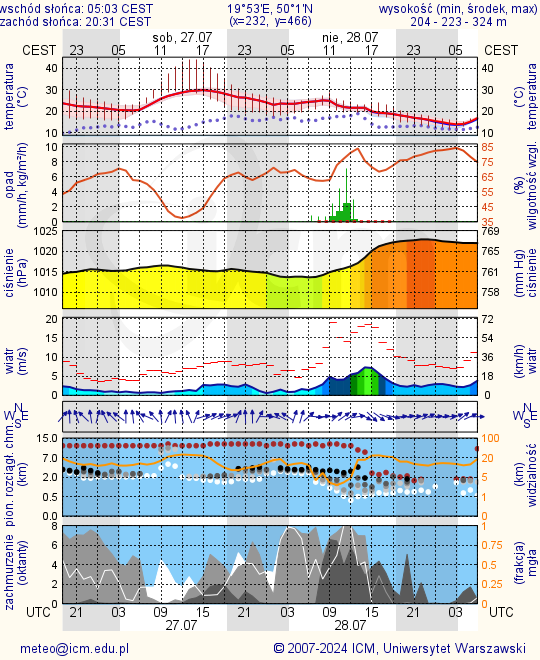 wschód słońca: 05:03 CEST 19°53'E, 50°1'N wysokość (min, środek, max)
zachód słońca: 20:31 CEST (x=232, y=466) 204 - 223 - 324 m
sob, 27.07 nie, 28.07
CEST 23 05 11 17 23 05 11 17 23 05 CEST
temperatura (°C)
40 40
30 30
20 20
10 10
temperatura (°C)
opad (mm/h, kg/m²/h)
10 85
8 75
65
6 55
4
2 45
0 35
wilgotność wzgl. (%)
ciśnienie (hPa)
1025 769
1020 765
1015 761
1010 758
ciśnienie (mm Hg)
wiatr (m/s)
20 72
15 54
10 36
5 18
0 0
wiatr (km/h)
N
W E
S
N
W E
S
pion. rozciągł. chm. (km)
15.0 100
7.0 20
2.0 5
0.5 1
0.0 0
widzialność (km)
zachmurzenie (oktanty)
8 1
6 0.75
4 0.5
2 0.25
0 0
mgła (frakcja)
UTC 21 03 09 15 21 03 09 15 21 03 UTC
27.07 28.07
meteo@icm.edu.pl © 2007-2024 ICM, Uniwersytet Warszawski